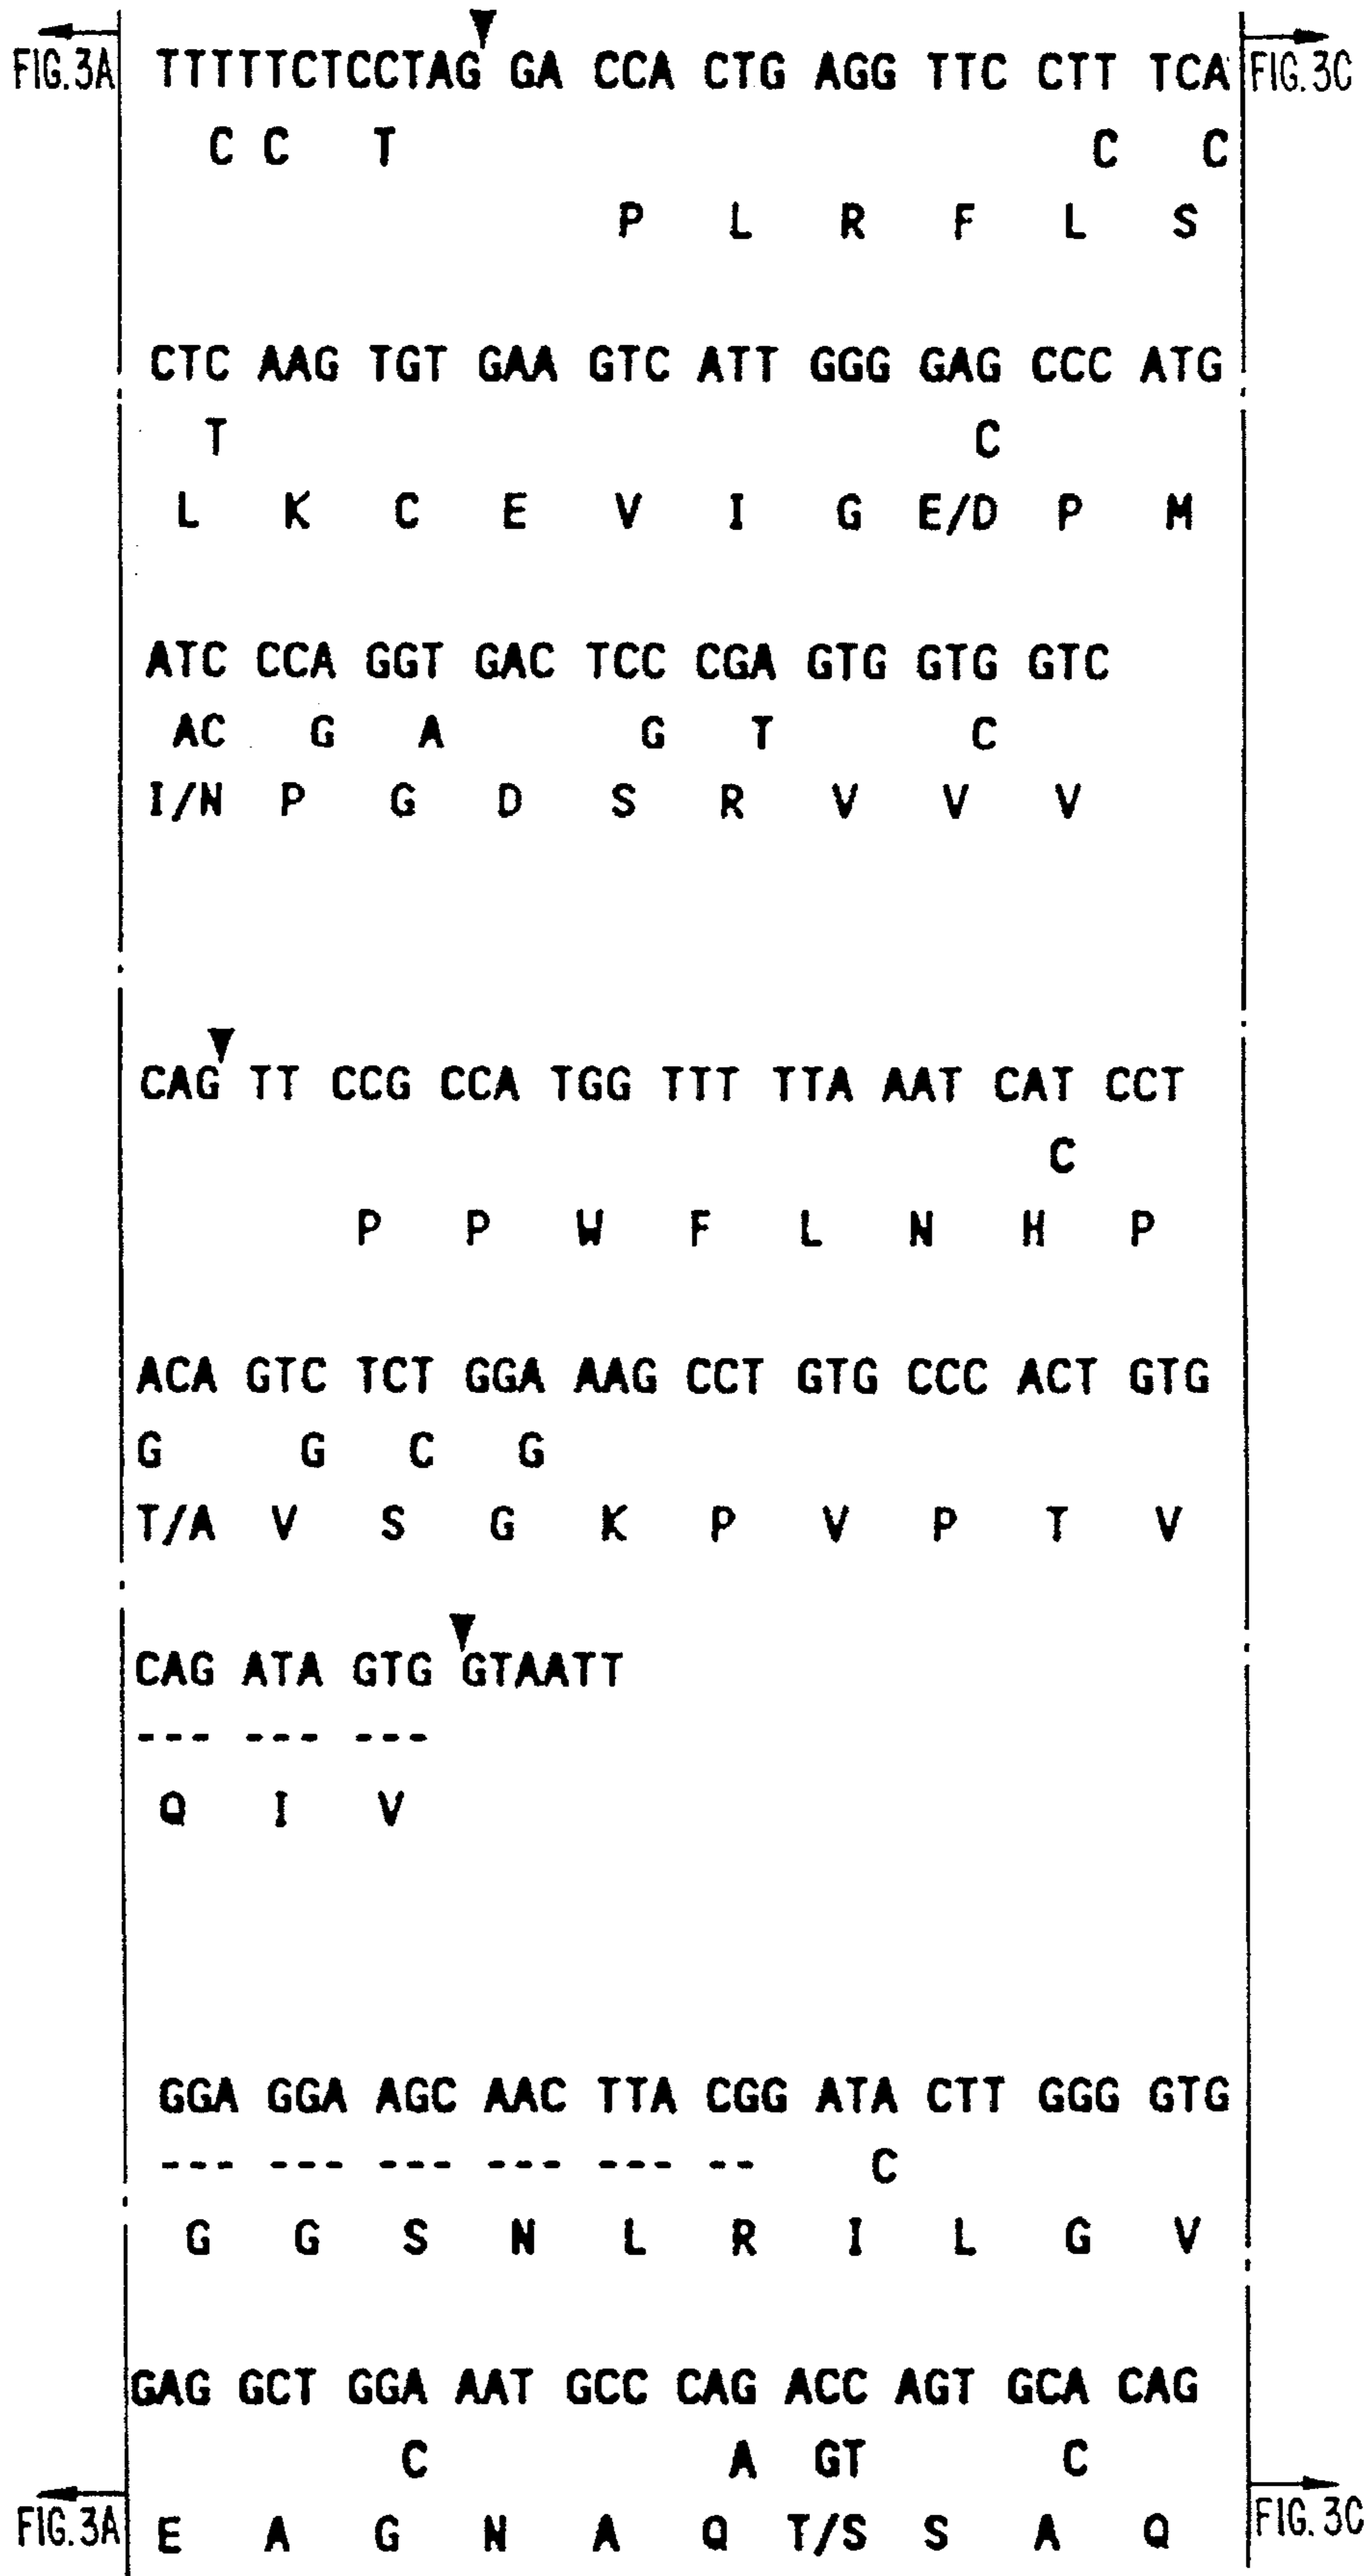 FIG. 3A TTTTTCTCCTAG GA CCA CTG AGG TTC CTT TCA FIG. 3C
C C T C C
P L R F L S
CTC AAG TGT GAA GTC ATT GGG GAG CCC ATG
T C
L K C E V I G E/D P M
ATC CCA GGT GAC TCC CGA GTG GTG GTC
AC G A G T C
I/N P G D S R V V V
CAG TT CCG CCA TGG TTT TTA AAT CAT CCT
C
P P W F L N H P
ACA GTC TCT GGA AAG CCT GTG CCC ACT GTG
G G C G
T/A V S G K P V P T V
CAG ATA GTG GTAATT
--- --- ---
Q I V
GGA GGA AGC AAC TTA CGG ATA CTT GGG GTG
--- --- --- --- --- -- C
G G S N L R I L G V
GAG GCT GGA AAT GCC CAG ACC AGT GCA CAG
C A GT C
FIG. 3A E A G N A Q T/S S A Q FIG. 3C